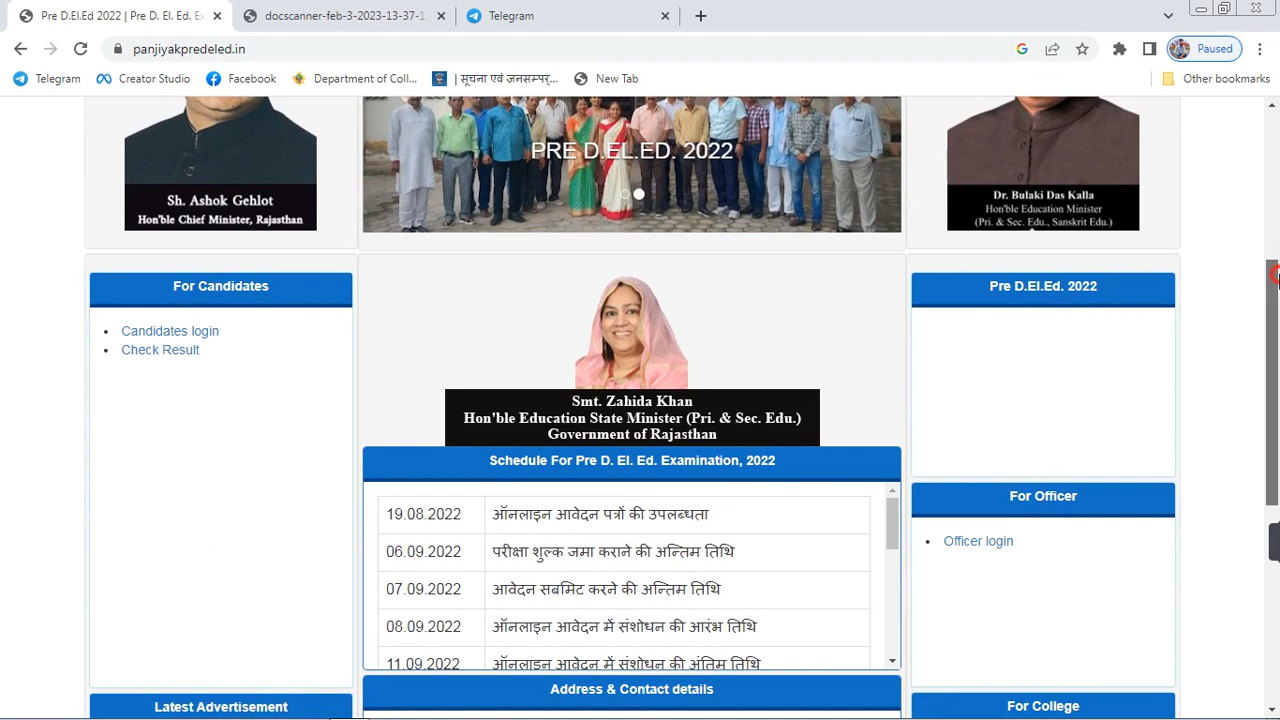 Pre D.El.Ed 2022 | Pre D. El. Ed. Ex
docscanner-feb-3-2023-13-37-1
Telegram
panjiyakpredeled.in
Paused
Telegram
Creator Studio
Facebook
Department of Coll...
| सूचना एवं जनसम्पर्...
New Tab
Other bookmarks
Sh. Ashok Gehlot
Hon'ble Chief Minister, Rajasthan
PRE D.EL.ED. 2022
Dr. Bulaki Das Kalla
Hon'ble Education Minister
(Pri. & Sec. Edu., Sanskrit Edu.)
For Candidates
Candidates login
Check Result
Smt. Zahida Khan
Hon'ble Education State Minister (Pri. & Sec. Edu.)
Government of Rajasthan
Schedule For Pre D. El. Ed. Examination, 2022
19.08.2022 ऑनलाइन आवेदन पत्रों की उपलब्धता
06.09.2022 परीक्षा शुल्क जमा कराने की अन्तिम तिथि
07.09.2022 आवेदन सबमिट करने की अन्तिम तिथि
08.09.2022 ऑनलाइन आवेदन में संशोधन की आरंभ तिथि
11.09.2022 ऑनलाइन आवेदन में संशोधन की अंतिम तिथि
Pre D.El.Ed. 2022
For Officer
Officer login
Latest Advertisement
Address & Contact details
For College